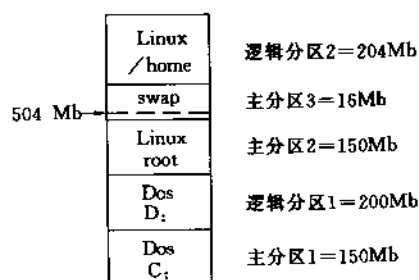 Linux
/home
逻辑分区2=204Mb
swap
主分区3=16Mb
504 Mb
Linux
root
主分区2=150Mb
Dos
D:
逻辑分区1=200Mb
Dos
C:
主分区1=150Mb